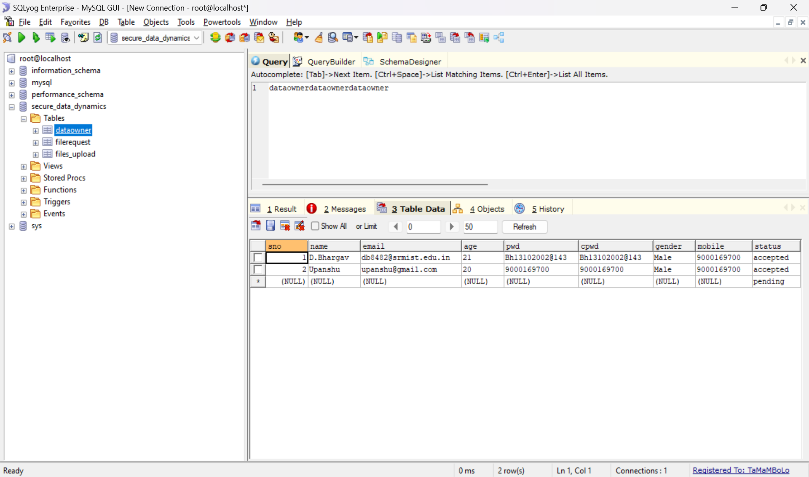 SQLyog Enterprise - MySQL GUI - [New Connection - root@localhost*]
File Edit Favorites DB Table Objects Tools Powertools Window Help
secure_data_dynamics
root@localhost
information_schema
mysql
performance_schema
secure_data_dynamics
Tables
dataowner
filerequest
files_upload
Views
Stored Procs
Functions
Triggers
Events
sys
Query QueryBuilder SchemaDesigner
Autocomplete: [Tab]->Next Item. [Ctrl+Space]->List Matching Items. [Ctrl+Enter]->List All Items.
1 dataownerdataownerdataowner
1 Result 2 Messages 3 Table Data 4 Objects 5 History
Show All or Limit 0 50 Refresh
sno name email age pwd cpwd gender mobile status
1 D.Bhargav db8482@srmist.edu.in 21 Bh13102002@143 Bh13102002@143 Male 9000169700 accepted
2 Upanshu upanshu@gmail.com 20 9000169700 9000169700 Male 9000169700 accepted
* (NULL) (NULL) (NULL) (NULL) (NULL) (NULL) (NULL) (NULL) pending
Ready 0 ms 2 row(s) Ln 1, Col 1 Connections : 1 Registered To: TaMaMBoLo